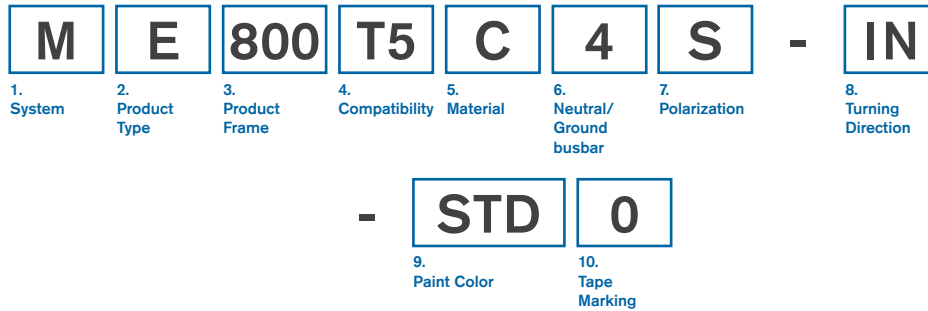 M E 800 T5 C 4 S - IN
1. 2. 3. 4. 5. 6. 7. 8.
System Product Product Compatibility Material Neutral/ Polarization Turning
Type Frame Ground Direction
busbar
- STD 0
9. 10.
Paint Color Tape
Marking